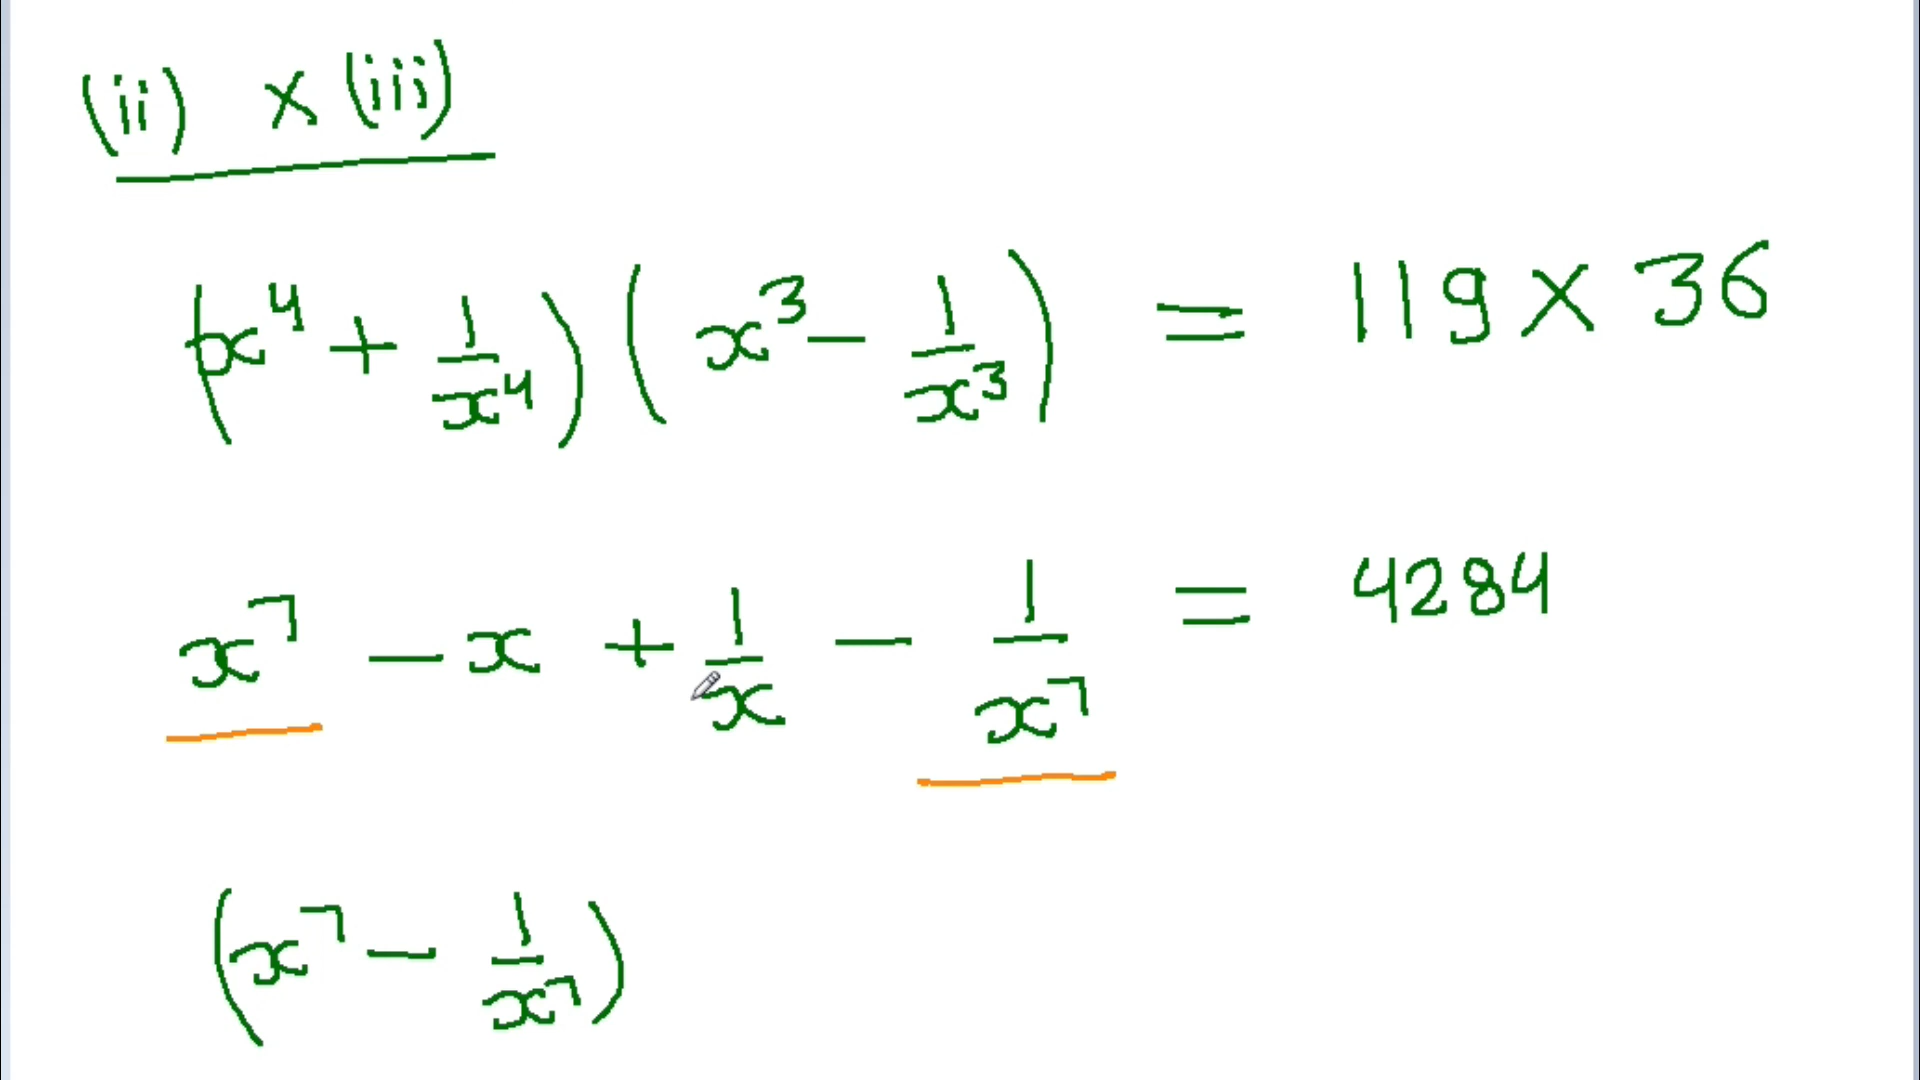 (ii) × (iii)
(x⁴ + 1/x⁴) (x³ − 1/x³) = 119 × 36
x⁷ − x + 1/x − 1/x⁷ = 4284
(x⁷ − 1/x⁷)